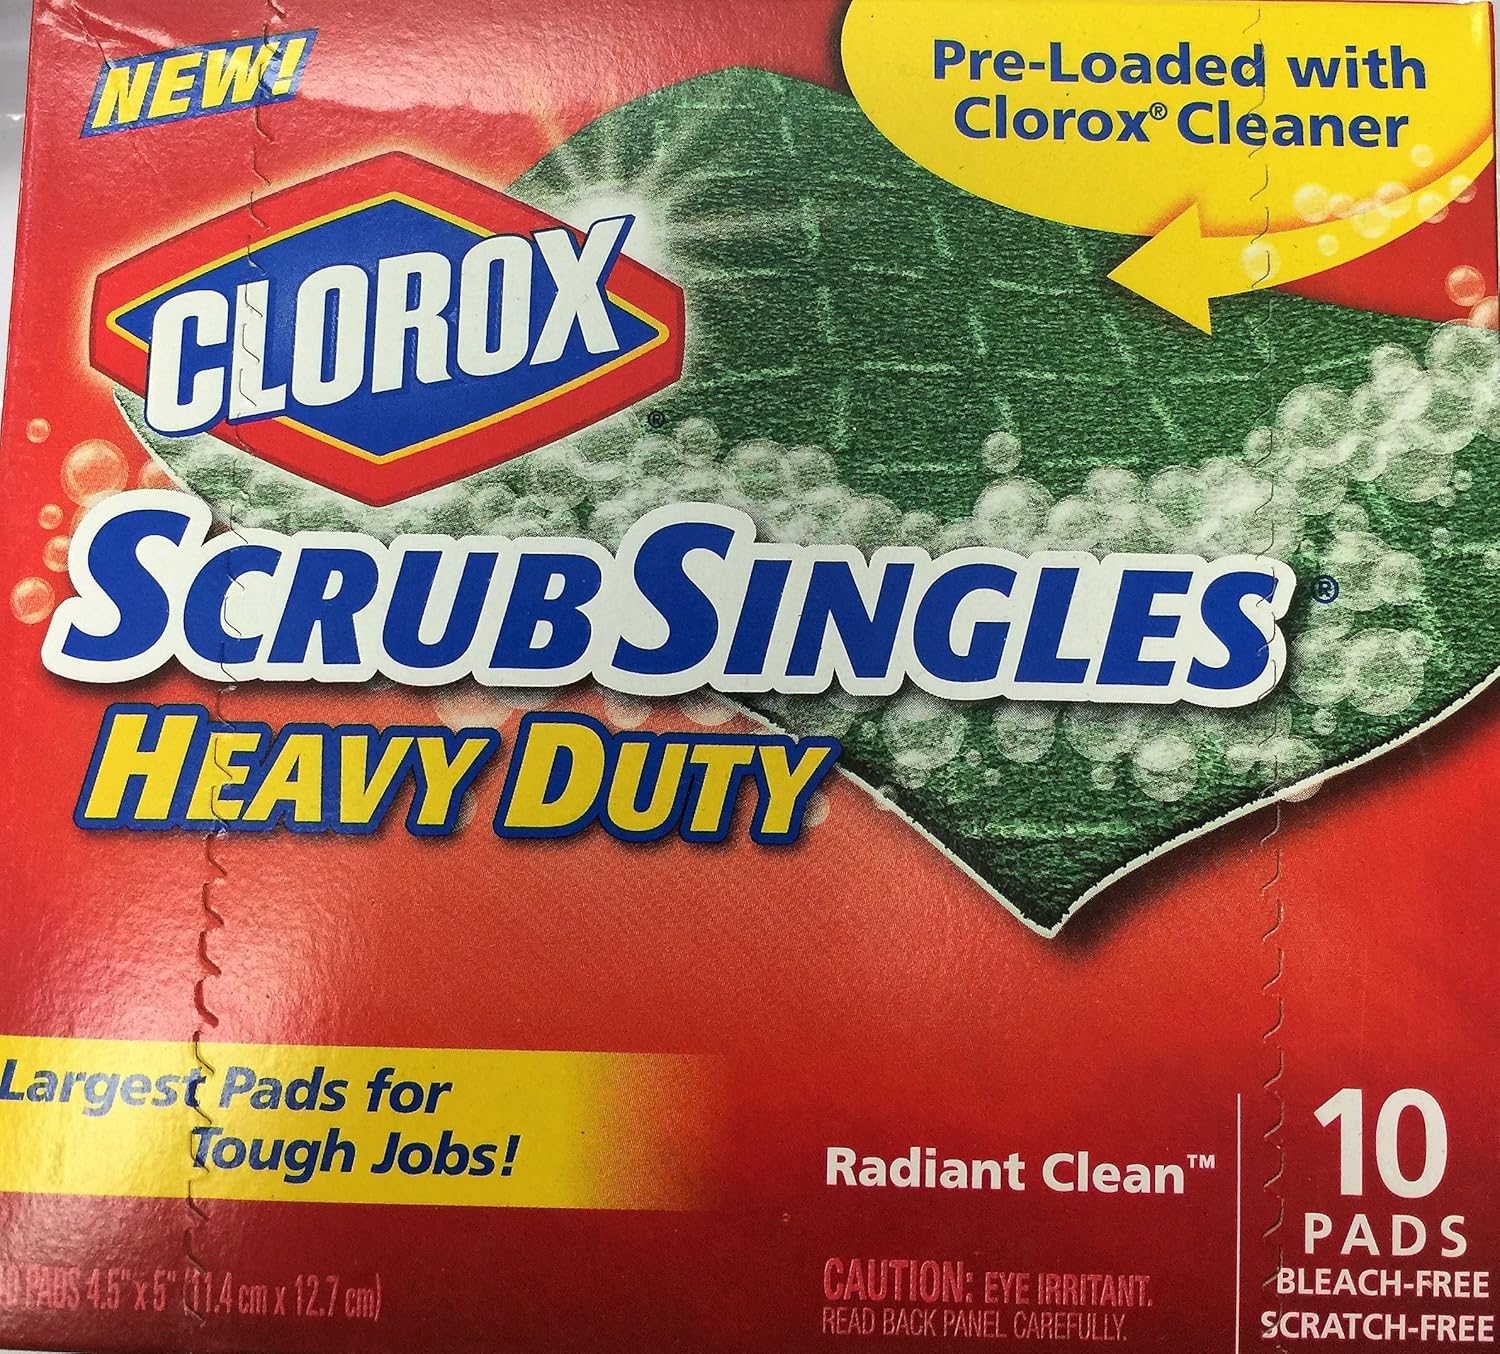 NEW!
Pre-Loaded with
Clorox® Cleaner
CLOROX®
SCRUBSINGLES®
HEAVY DUTY
Largest Pads for
Tough Jobs!
Radiant Clean™
10
PADS
BLEACH-FREE
SCRATCH-FREE
PADS 4.5" x 5" (11.4 cm x 12.7 cm)
CAUTION: EYE IRRITANT.
READ BACK PANEL CAREFULLY.